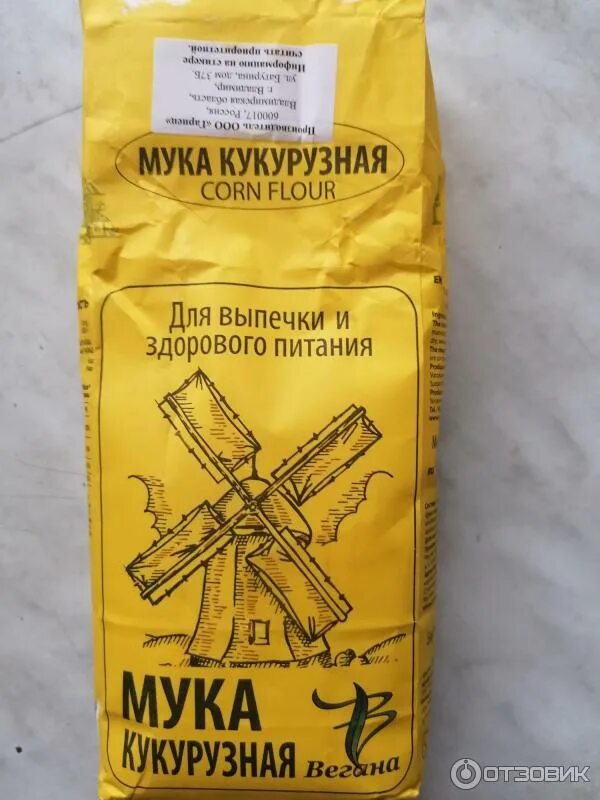 Производитель ООО «Гарнец»
600017, Россия,
Владимирская область,
г. Владимир,
ул. Батурина, дом 37Б
Информацию на стикере
считать приоритетной.
МУКА КУКУРУЗНАЯ
CORN FLOUR
Для выпечки и
здорового питания
МУКА
КУКУРУЗНАЯ
Вегана
ОТЗОВИК